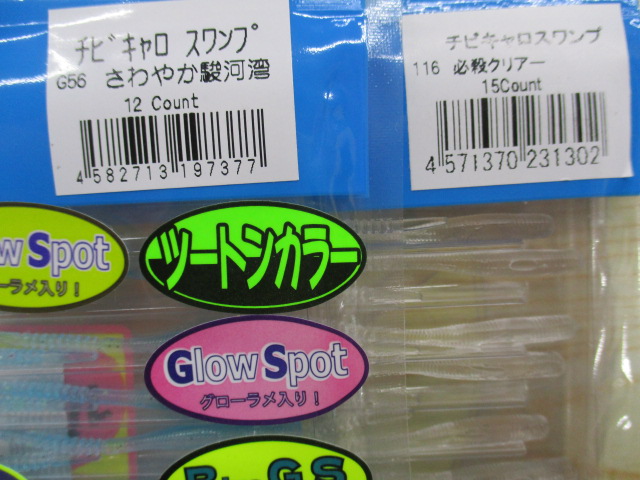 チビキャロ スワンプ
G56 さわやか駿河湾
12 Count
4 582713 197377
チビキャロスワンプ
116 必殺クリアー
15Count
4 571370 231302
low Spot
ーラメ入り!
ツートンカラー
Glow Spot
グローラメ入り!